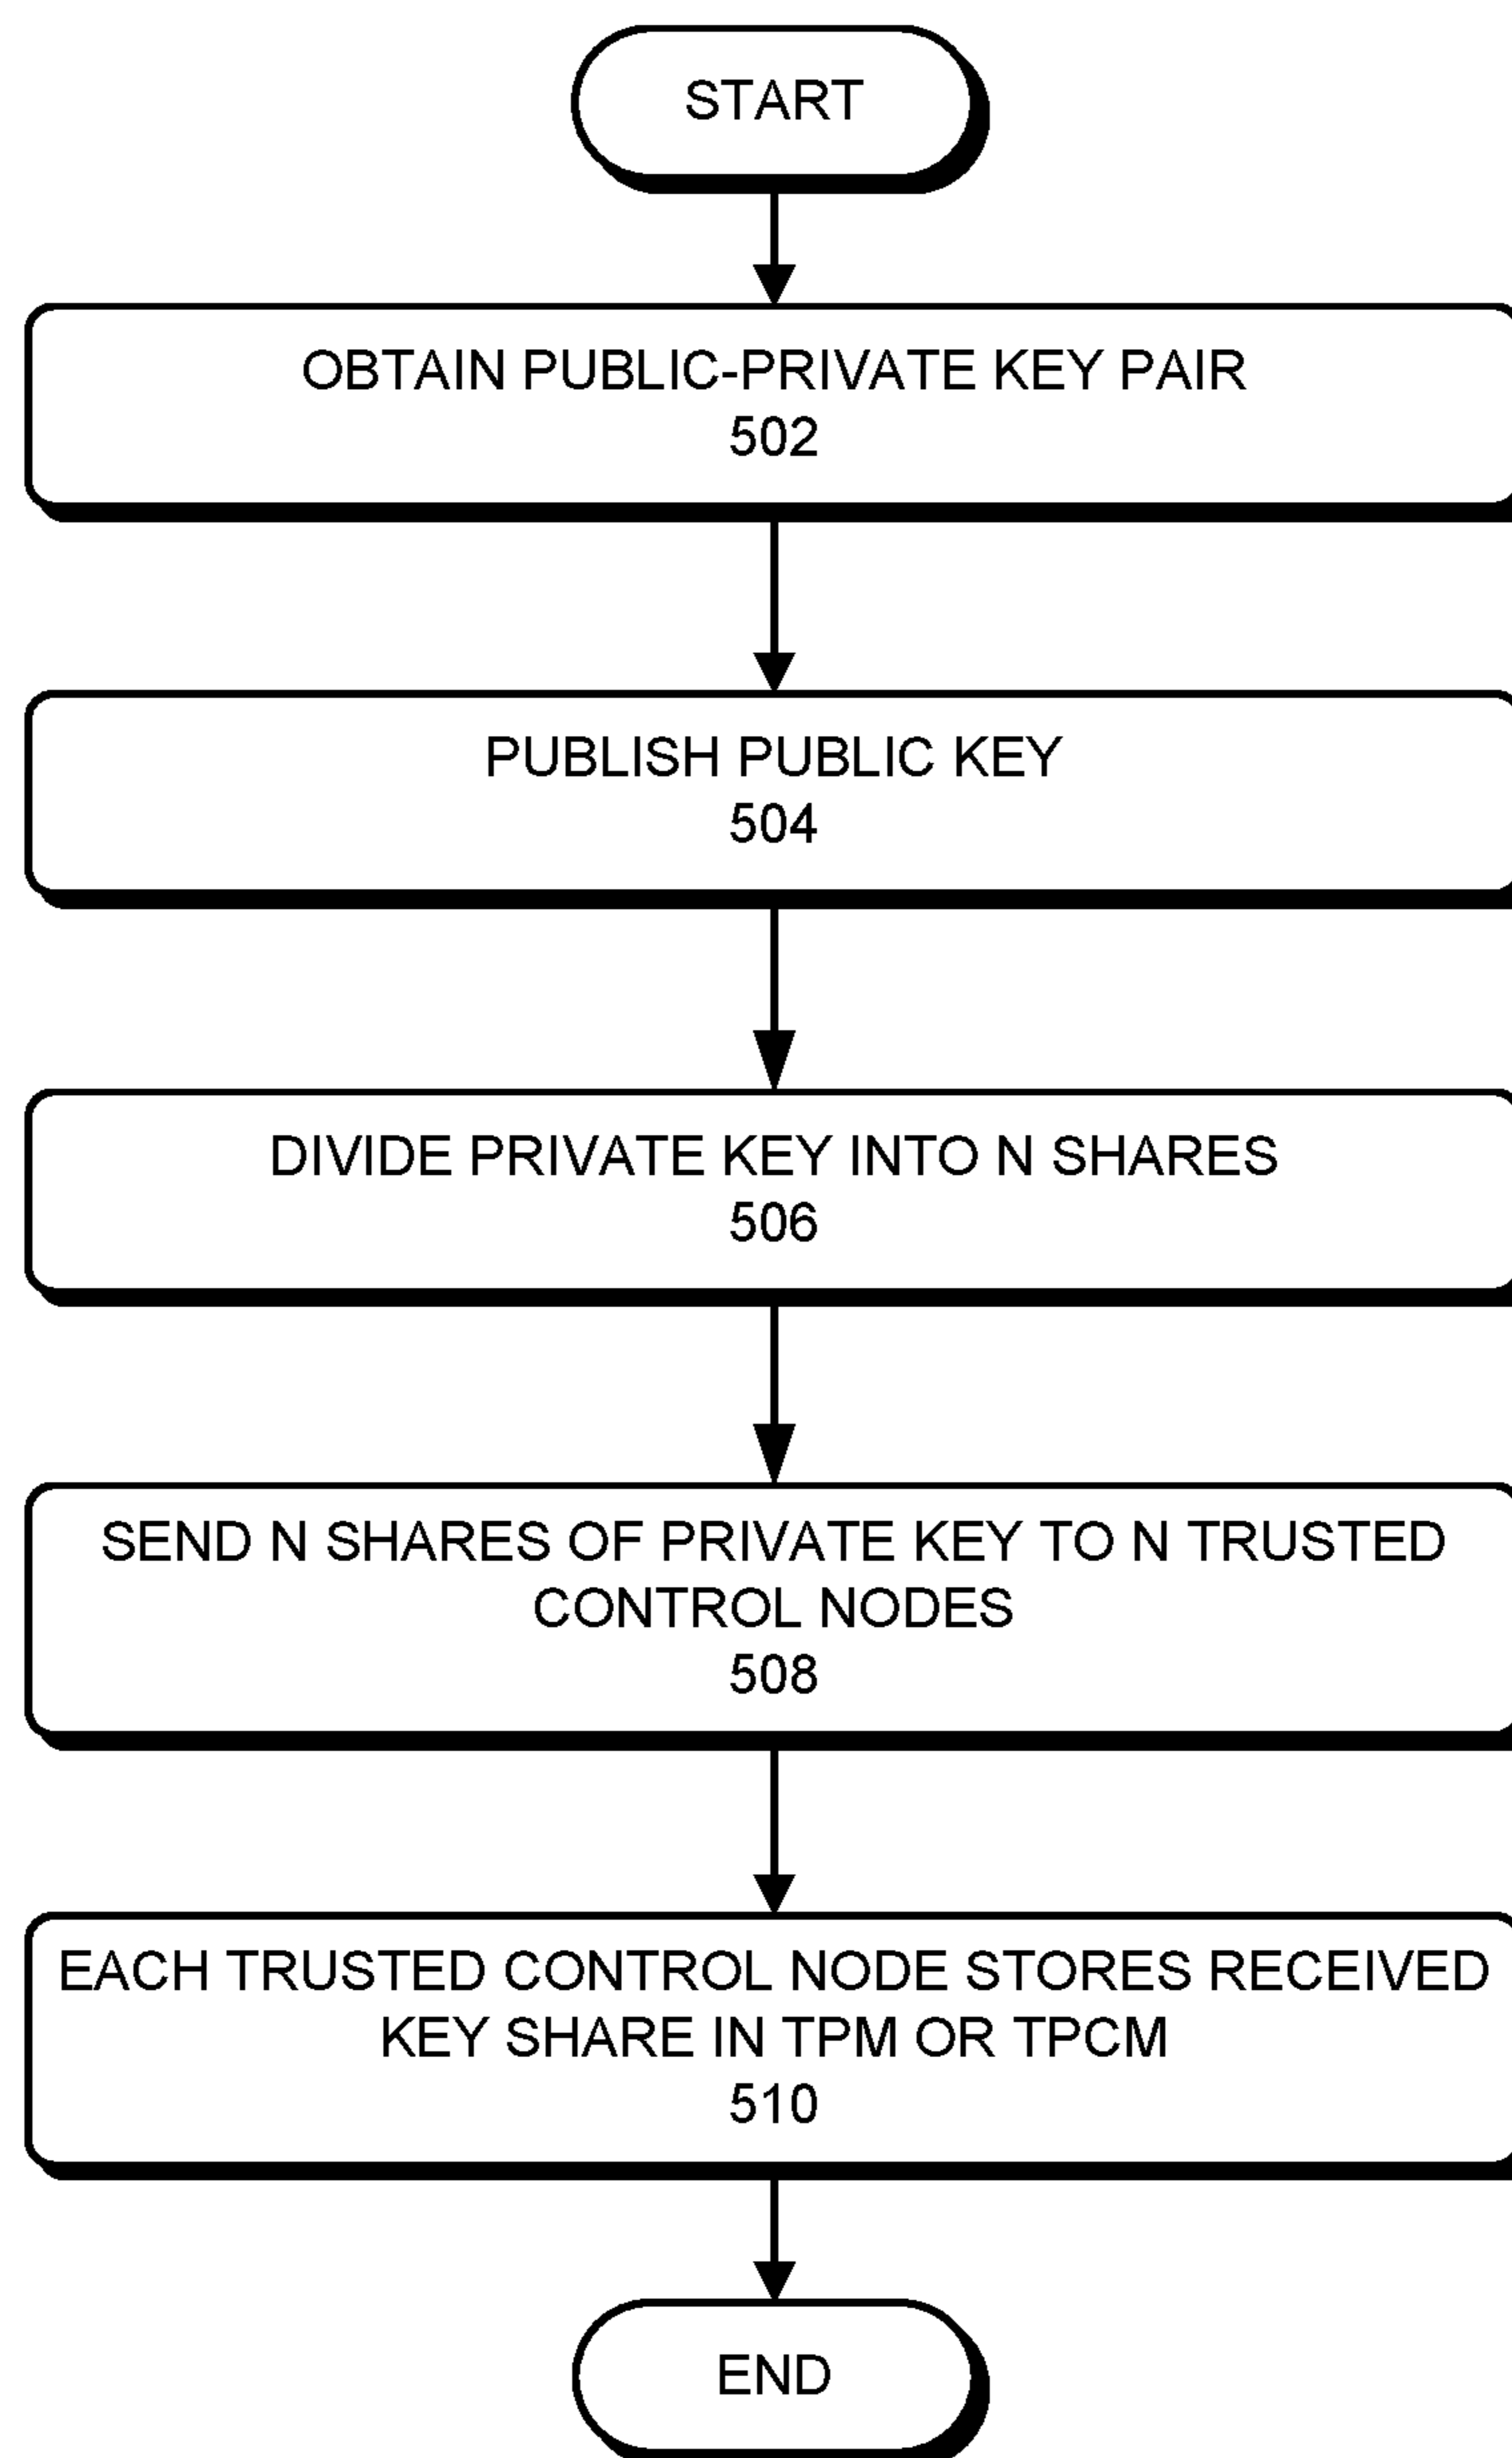 START
OBTAIN PUBLIC-PRIVATE KEY PAIR
502
PUBLISH PUBLIC KEY
504
DIVIDE PRIVATE KEY INTO N SHARES
506
SEND N SHARES OF PRIVATE KEY TO N TRUSTED
CONTROL NODES
508
EACH TRUSTED CONTROL NODE STORES RECEIVED
KEY SHARE IN TPM OR TPCM
510
END